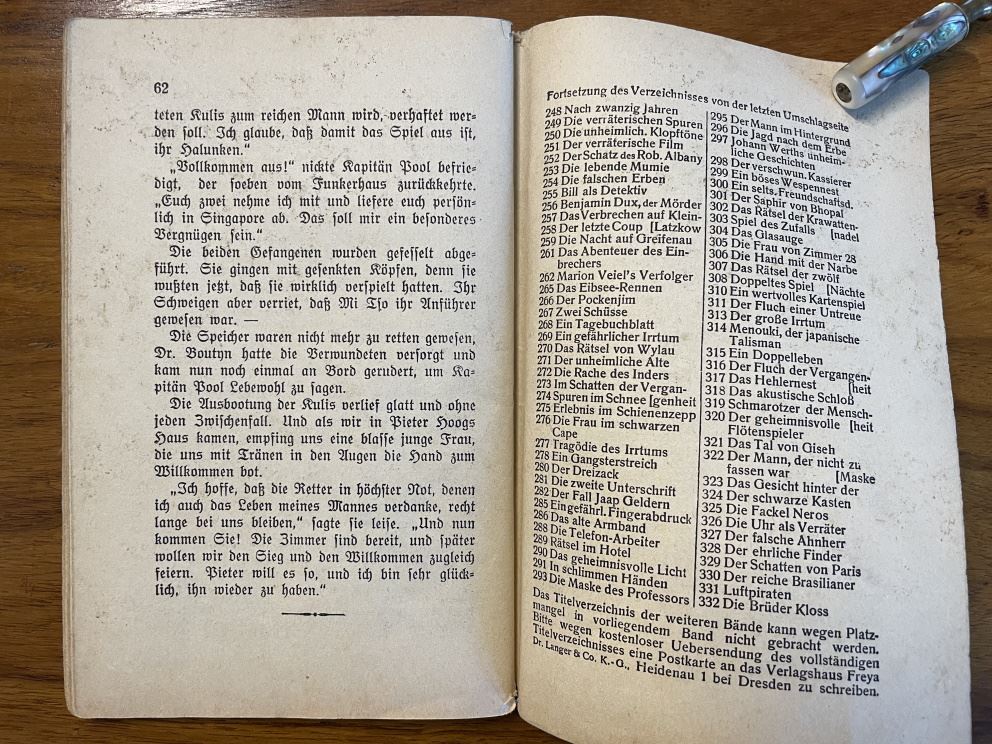 62
teten Kulis zum reichen Mann wird, verhaftet wer-
den soll. Ich glaube, daß damit das Spiel aus ist,
ihr Halunken.“
„Vollkommen aus!“ nickte Kapitän Pool befrie-
digt, der soeben vom Funkerhaus zurückkehrte.
„Euch zwei nehme ich mit und liefere euch persön-
lich in Singapore ab. Das soll mir ein besonderes
Vergnügen sein.“
Die beiden Gefangenen wurden gefesselt abge-
führt. Sie gingen mit gesenkten Köpfen, denn sie
wußten jetzt, daß sie wirklich verspielt hatten. Ihr
Schweigen aber verriet, daß Mi Tso ihr Anführer
gewesen war. —
Die Speicher waren nicht mehr zu retten gewesen,
Dr. Boutyn hatte die Verwundeten versorgt und
kam nun noch einmal an Bord gerudert, um Ka-
pitän Pool Lebewohl zu sagen.
Die Ausbootung der Kulis verlief glatt und ohne
jeden Zwischenfall. Und als wir in Pieter Hoogs
Haus kamen, empfing uns eine blasse junge Frau,
die uns mit Tränen in den Augen die Hand zum
Willkommen bot.
„Ich hoffe, daß die Retter in höchster Not, denen
ich auch das Leben meines Mannes verdanke, recht
lange bei uns bleiben,“ sagte sie leise. „Und nun
kommen Sie! Die Zimmer sind bereit, und später
wollen wir den Sieg und den Willkommen zugleich
feiern. Pieter will es so, und ich bin sehr glück-
lich, ihn wieder zu haben.“
Fortsetzung des Verzeichnisses von der letzten Umschlagseite
248 Nach zwanzig Jahren
249 Die verräterischen Spuren
250 Die unheimlich. Klopftöne
251 Der verräterische Film
252 Der Schatz des Rob. Albany
253 Die lebende Mumie
254 Die falschen Erben
255 Bill als Detektiv
256 Benjamin Dux, der Mörder
257 Das Verbrechen auf Klein-
258 Der letzte Coup [Latzkow
259 Die Nacht auf Greifenau
261 Das Abenteuer des Ein-
brechers
262 Marion Veiel's Verfolger
265 Das Eibsee-Rennen
266 Der Pockenjim
267 Zwei Schüsse
268 Ein Tagebuchblatt
269 Ein gefährlicher Irrtum
270 Das Rätsel von Wylau
271 Der unheimliche Alte
272 Die Rache des Inders
273 Im Schatten der Vergan-
274 Spuren im Schnee [genheit
275 Erlebnis im Schienenzepp
276 Die Frau im schwarzen
Cape
277 Tragödie des Irrtums
278 Ein Gangsterstreich
280 Der Dreizack
281 Die zweite Unterschrift
282 Der Fall Jaap Geldern
285 Ein gefährl. Fingerabdruck
286 Das alte Armband
288 Die Telefon-Arbeiter
289 Rätsel im Hotel
290 Das geheimnisvolle Licht
291 In schlimmen Händen
293 Die Maske des Professors
295 Der Mann im Hintergrund
296 Die Jagd nach dem Erbe
297 Johann Werths unheim-
liche Geschichten
298 Der verschwun. Kassierer
299 Ein böses Wespennest
300 Ein selts. Freundschaftsd.
301 Der Saphir von Bhopal
302 Das Rätsel der Krawatten-
303 Spiel des Zufalls [nadel
304 Das Glasauge
305 Die Frau von Zimmer 28
306 Die Hand mit der Narbe
307 Das Rätsel der zwölf
308 Doppeltes Spiel [Nächte
310 Ein wertvolles Kartenspiel
311 Der Fluch einer Untreue
313 Der große Irrtum
314 Menouki, der japanische
Talisman
315 Ein Doppelleben
316 Der Fluch der Vergangen-
317 Das Hehlernest [heit
318 Das akustische Schloß
319 Schmarotzer der Mensch-
320 Der geheimnisvolle [heit
Flötenspieler
321 Das Tal von Giseh
322 Der Mann, der nicht zu
fassen war [Maske
323 Das Gesicht hinter der
324 Der schwarze Kasten
325 Die Fackel Neros
326 Die Uhr als Verräter
327 Der falsche Ahnherr
328 Der ehrliche Finder
329 Der Schatten von Paris
330 Der reiche Brasilianer
331 Luftpiraten
332 Die Brüder Kloss
Das Titelverzeichnis der weiteren Bände kann wegen Platz-
mangel in vorliegendem Band nicht gebracht werden.
Bitte wegen kostenloser Uebersendung des vollständigen
Titelverzeichnisses eine Postkarte an das Verlagshaus Freya
Dr. Langer & Co. K.-G., Heidenau 1 bei Dresden zu schreiben.